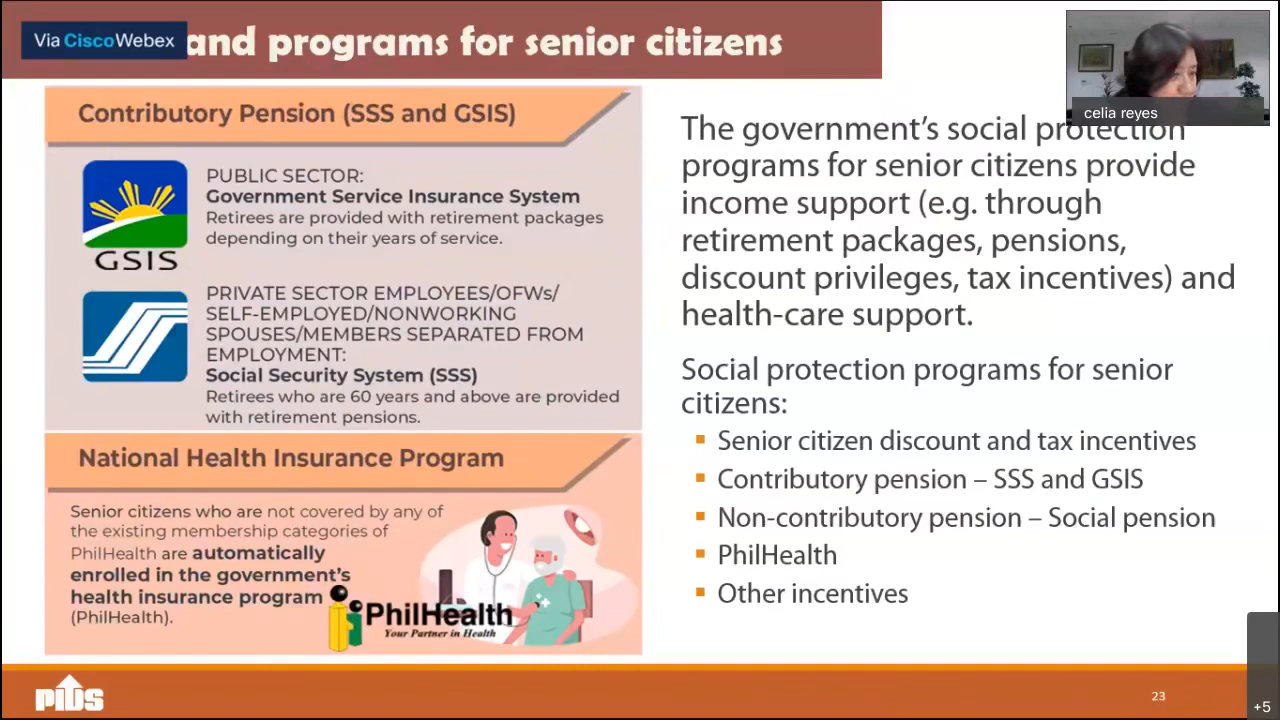 Via CiscoWebex
and programs for senior citizens
celia reyes
Contributory Pension (SSS and GSIS)
GSIS
PUBLIC SECTOR:
Government Service Insurance System
Retirees are provided with retirement packages
depending on their years of service.
PRIVATE SECTOR EMPLOYEES/OFWs/
SELF-EMPLOYED/NONWORKING
SPOUSES/MEMBERS SEPARATED FROM
EMPLOYMENT:
Social Security System (SSS)
Retirees who are 60 years and above are provided
with retirement pensions.
National Health Insurance Program
Senior citizens who are not covered by any of
the existing membership categories of
PhilHealth are automatically
enrolled in the government's
health insurance program
(PhilHealth).
PhilHealth
Your Partner in Health
The government's social protection
programs for senior citizens provide
income support (e.g. through
retirement packages, pensions,
discount privileges, tax incentives) and
health-care support.
Social protection programs for senior
citizens:
▪ Senior citizen discount and tax incentives
▪ Contributory pension – SSS and GSIS
▪ Non-contributory pension – Social pension
▪ PhilHealth
▪ Other incentives
PIDS
23
+5